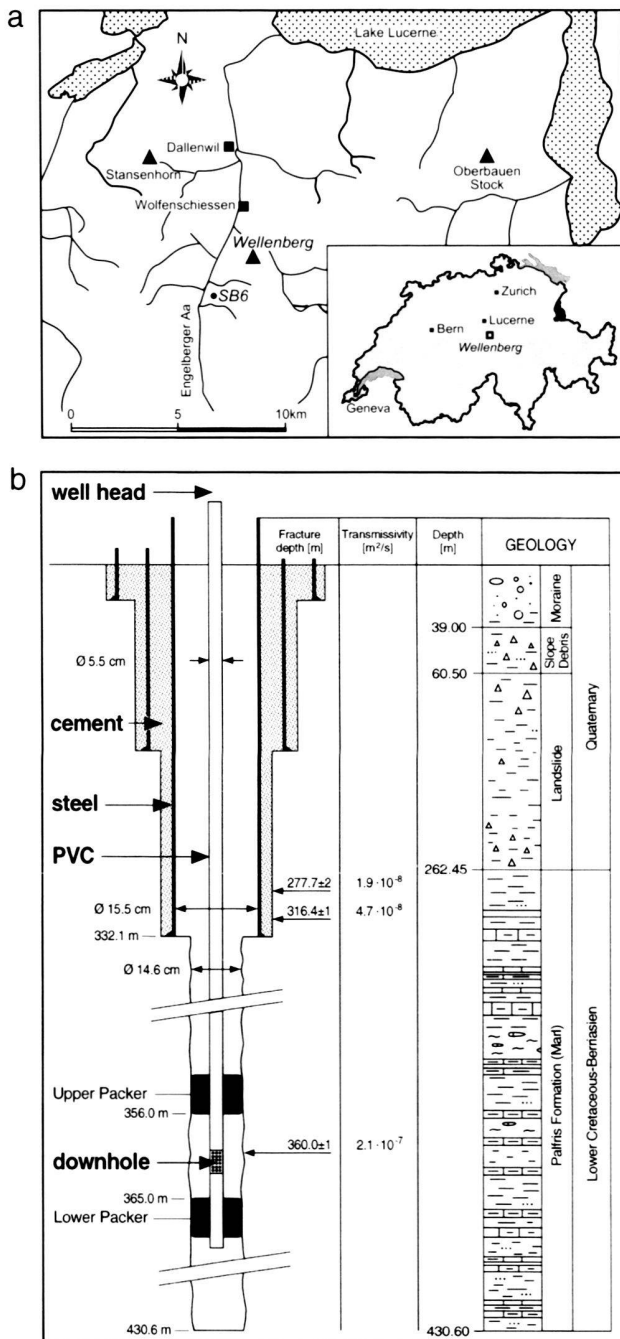 a
N
Lake Lucerne
Dallenwil
Stansenhorn
Oberbauen
Stock
Wolfenschiessen
Wellenberg
SB6
Engelberger Aa
0 5 10km
Zurich
Lucerne
Bern
Wellenberg
Geneva
b
well head
Fracture
depth [m]
Transmissivity
[m²/s]
Depth
[m]
GEOLOGY
Moraine
39.00
Slope
Debris
60.50
Ø 5.5 cm
cement
Landslide
Quaternary
steel
PVC
262.45
277.7±2 1.9 · 10⁻⁸
Ø 15.5 cm
316.4±1 4.7 · 10⁻⁸
332.1 m
Ø 14.6 cm
Palfris Formation (Marl)
Lower Cretaceous-Berriasien
Upper Packer
356.0 m
360.0±1 2.1 · 10⁻⁷
downhole
365.0 m
Lower Packer
430.6 m
430.60